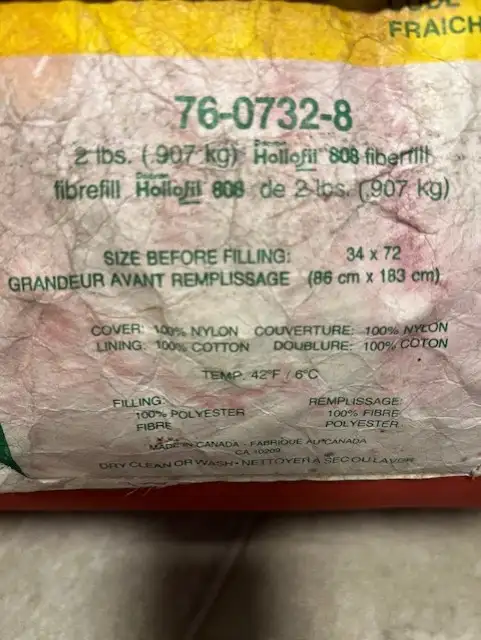 FRAICH
76-0732-8
2 lbs. (.907 kg) Dacron Hollofil 808 fiberfill
fibrefill Dacron Hollofil 808 de 2 lbs. (.907 kg)
SIZE BEFORE FILLING: 34 x 72
GRANDEUR AVANT REMPLISSAGE (86 cm x 183 cm)
COVER: 100% NYLON COUVERTURE: 100% NYLON
LINING: 100% COTTON DOUBLURE: 100% COTON
TEMP. 42°F / 6°C
FILLING: REMPLISSAGE:
100% POLYESTER 100% FIBRE
FIBRE POLYESTER
MADE IN CANADA - FABRIQUE AU CANADA
CA 10209
DRY CLEAN OR WASH • NETTOYER A SEC OU LAVER